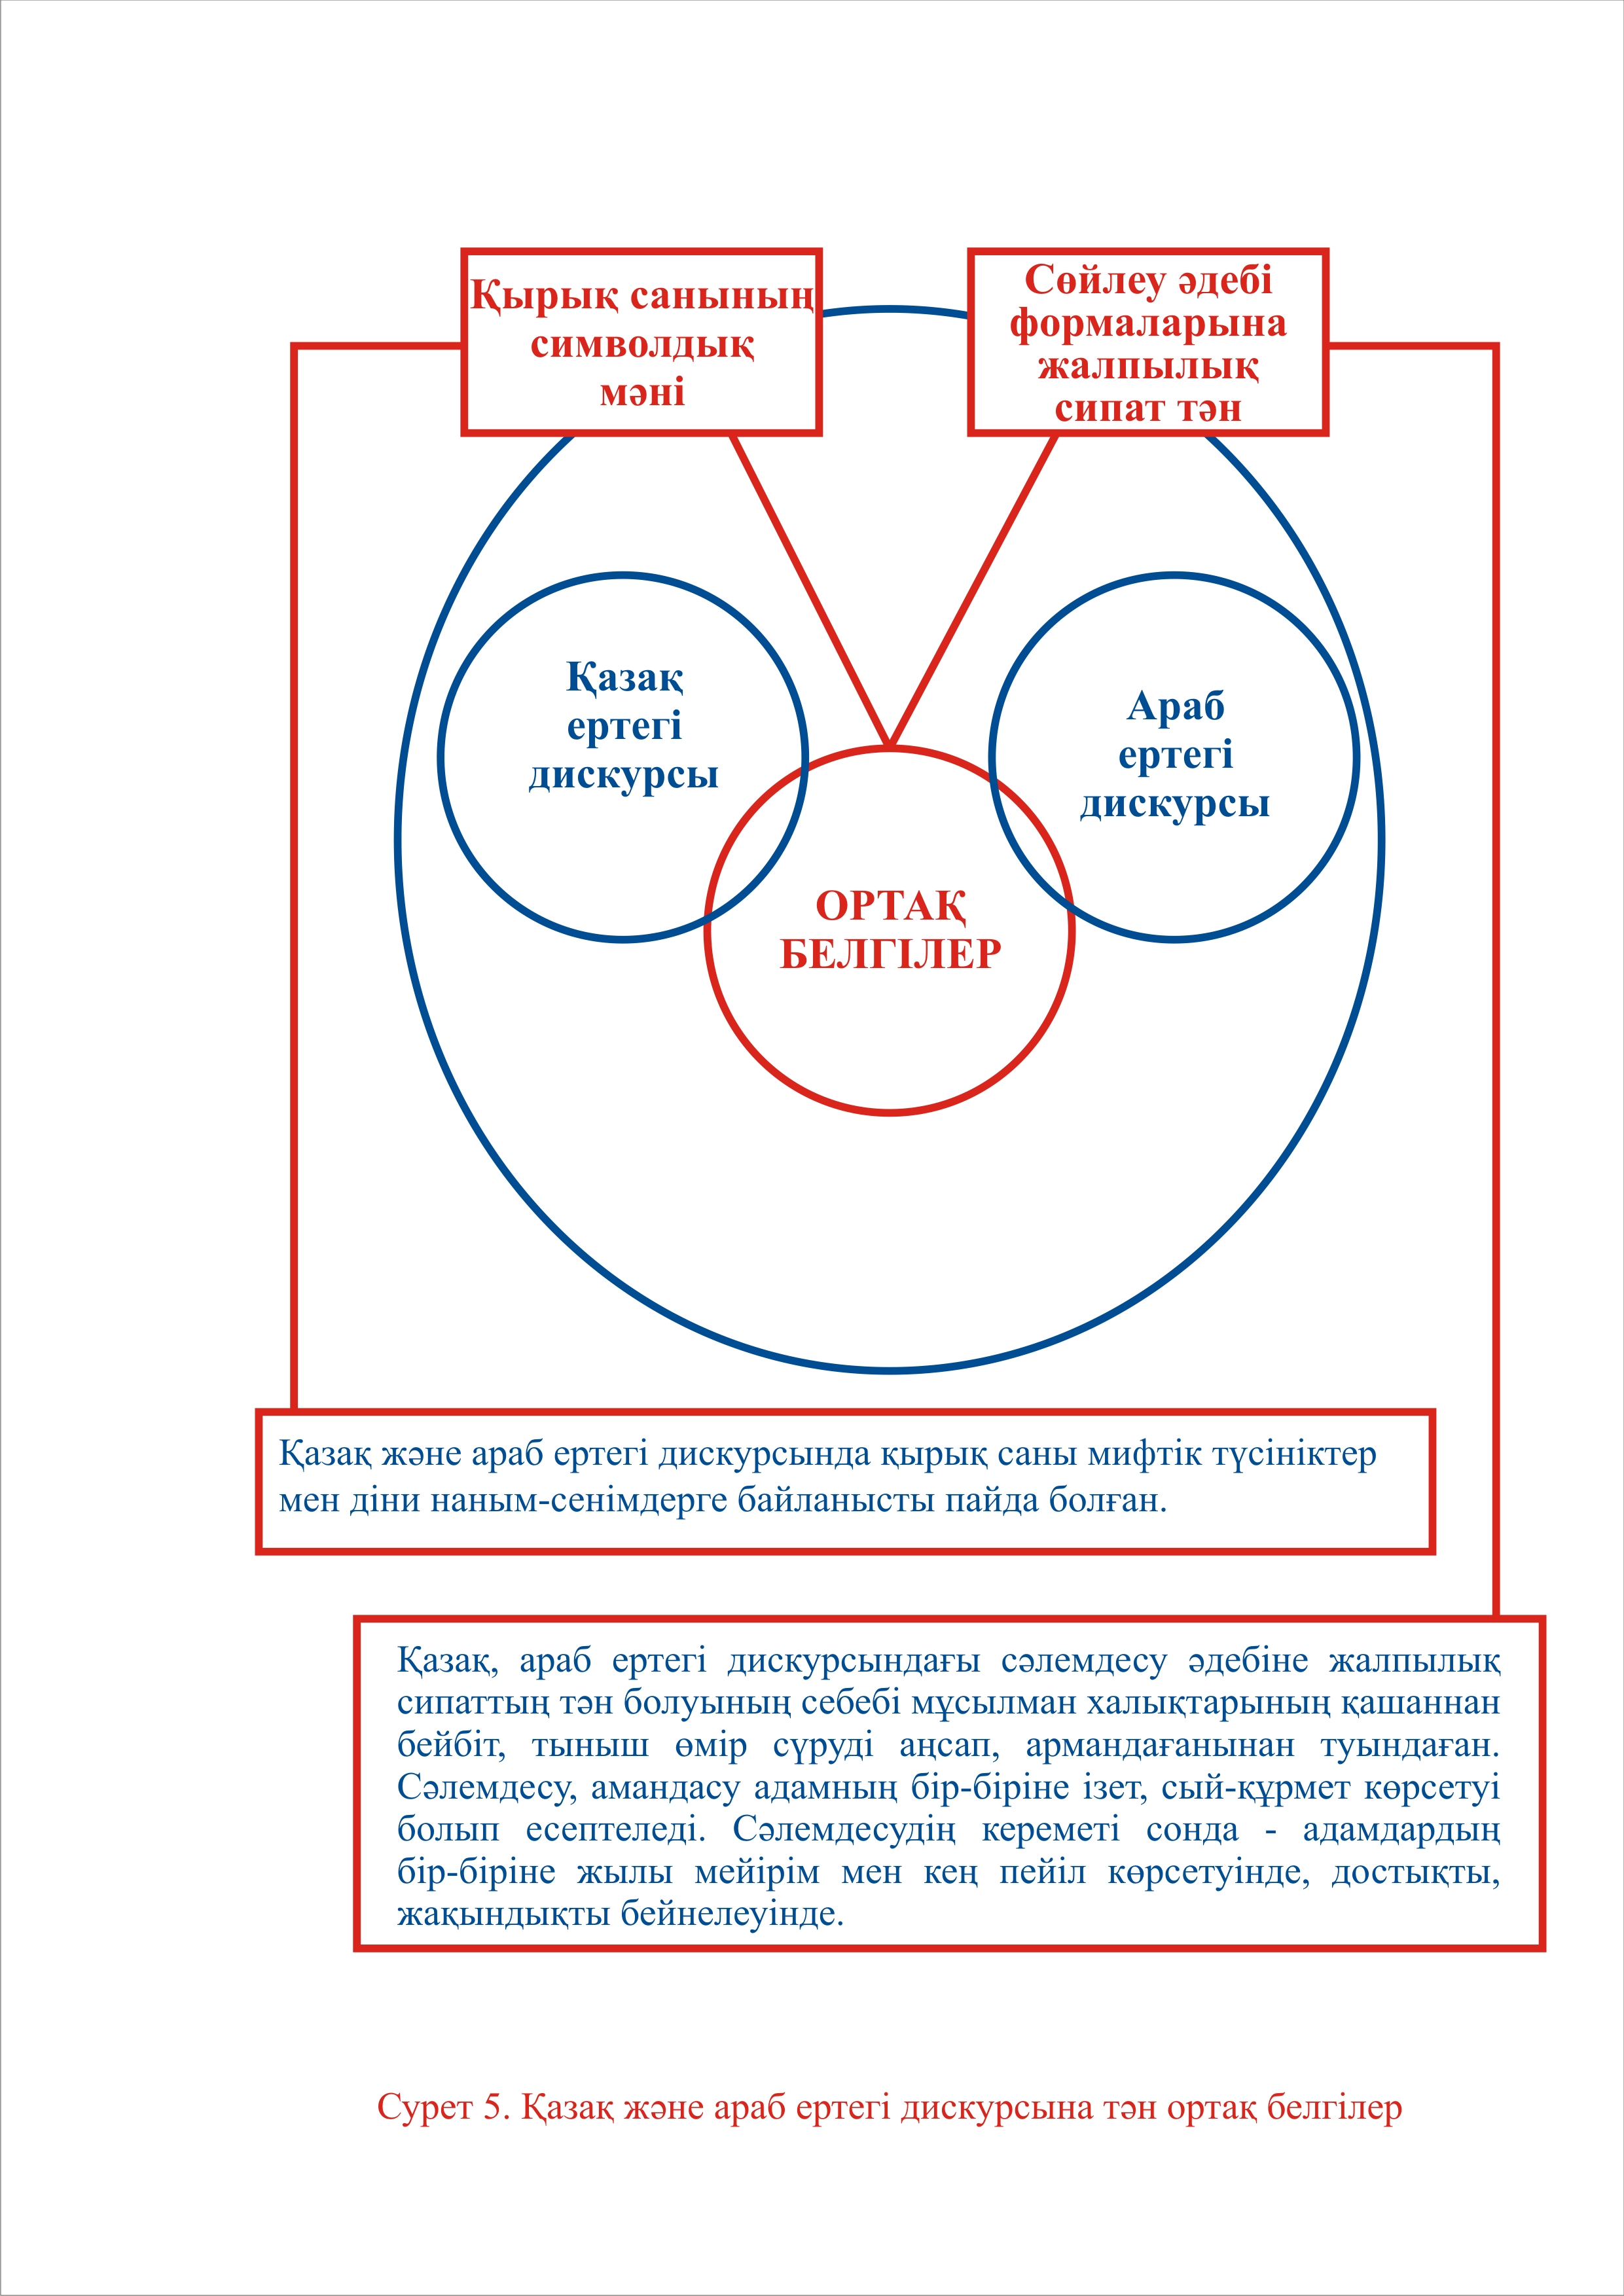 Қырық санының
символдық
мәні
Сөйлеу әдебі
формаларына
жалпылық
сипат тән
Қазақ
ертегі
дискурсы
Араб
ертегі
дискурсы
ОРТАҚ
БЕЛГІЛЕР
Қазақ және араб ертегі дискурсында қырық саны мифтік түсініктер
мен діни наным-сенімдерге байланысты пайда болған.
Қазақ, араб ертегі дискурсындағы сәлемдесу әдебіне жалпылық
сипаттың тән болуының себебі мұсылман халықтарының қашаннан
бейбіт, тыныш өмір сүруді аңсап, армандағанынан туындаған.
Сәлемдесу, амандасу адамның бір-біріне ізет, сый-құрмет көрсетуі
болып есептеледі. Сәлемдесудің кереметі сонда - адамдардың
бір-біріне жылы мейірім мен кең пейіл көрсетуінде, достықты,
жақындықты бейнелеуінде.
Сурет 5. Қазақ және араб ертегі дискурсына тән ортақ белгілер